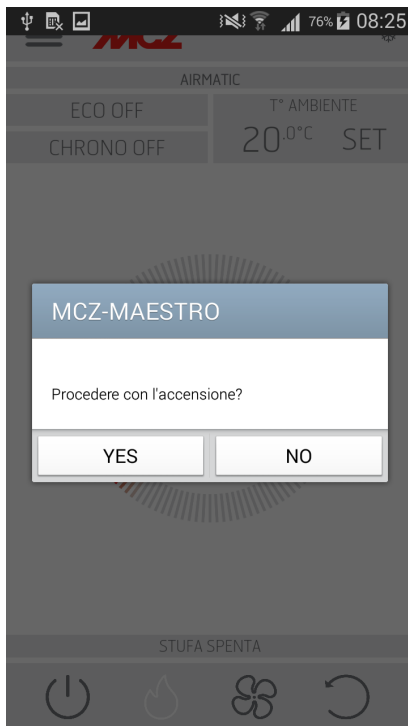 76% 08:25
MCZ
AIRMATIC
ECO OFF
T° AMBIENTE
CHRONO OFF
20.0°C SET
MCZ-MAESTRO
Procedere con l'accensione?
YES
NO
STUFA SPENTA